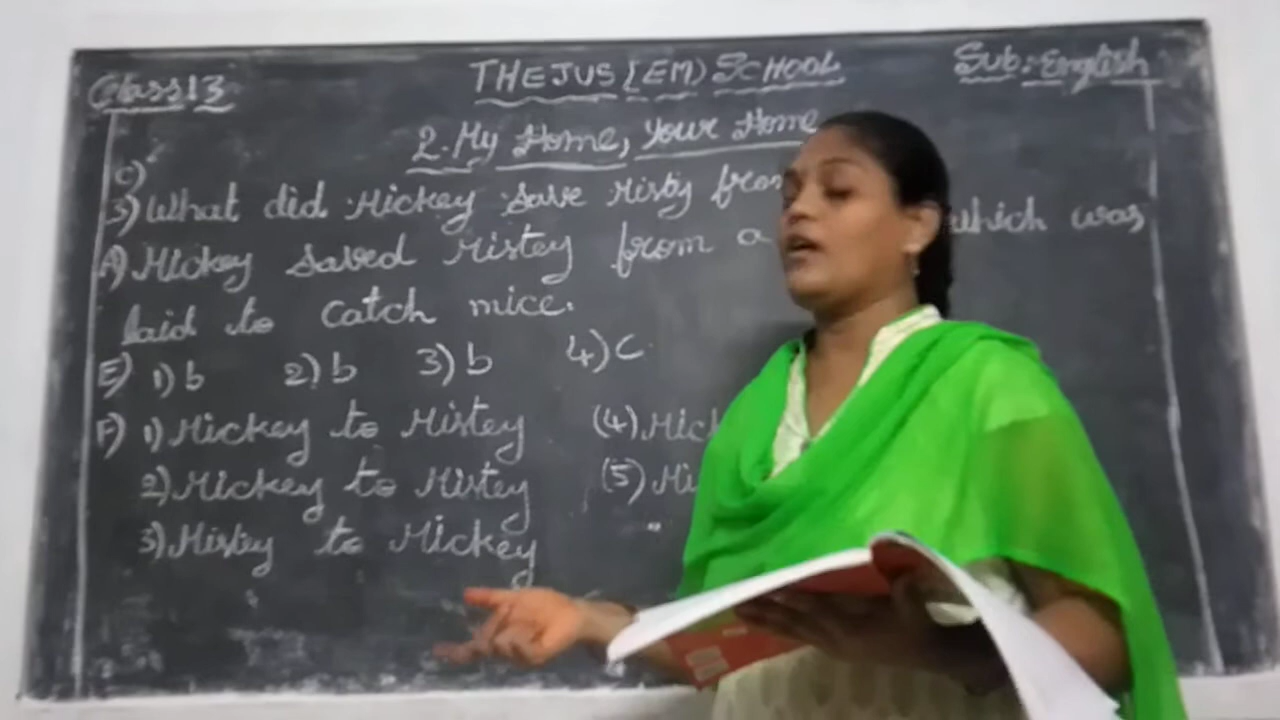 Class: 3 THEJUS (EM) SCHOOL Sub: English
2. My Home, Your Home
C)
3) What did Mickey save Misty from
A) Mickey saved Mistey from a which was
laid to catch mice.
E) 1) b 2) b 3) b 4) c
F) 1) Mickey to Mistey (4) Mick
2) Mickey to Mistey (5) Mi
3) Mistey to Mickey